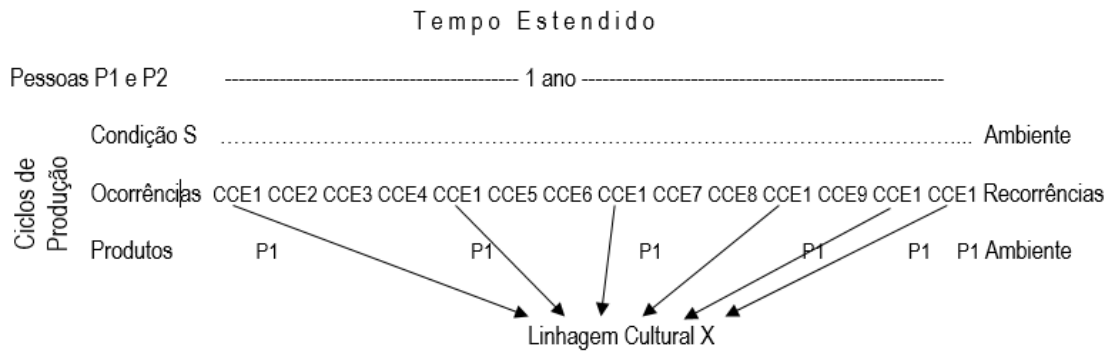 Tempo Estendido
Pessoas P1 e P2 ---------------------------------------- 1 ano ----------------------------------------
Condição S ........................................ Ambiente
Ciclos de
Produção
Ocorrências CCE1 CCE2 CCE3 CCE4 CCE1 CCE5 CCE6 CCE1 CCE7 CCE8 CCE1 CCE9 CCE1 CCE1 Recorrências
Produtos P1 P1 P1 P1 P1 P1 Ambiente
Linhagem Cultural X